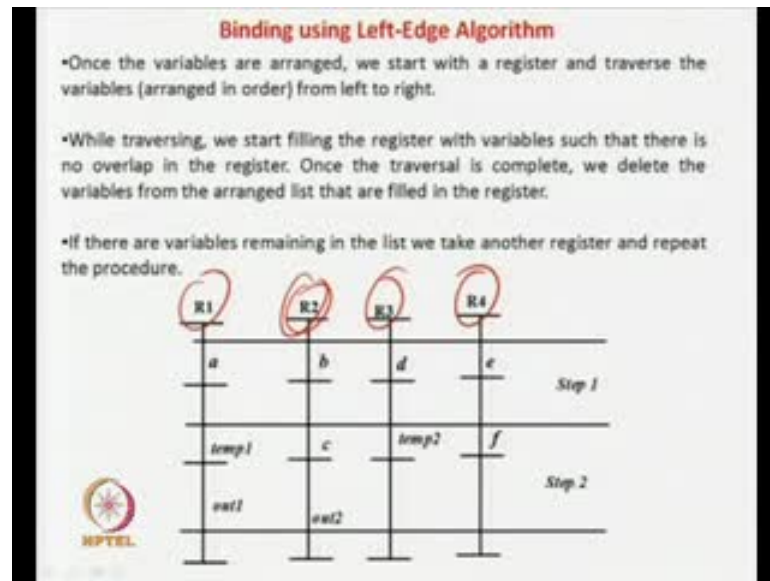 Binding using Left-Edge Algorithm
•Once the variables are arranged, we start with a register and traverse the
variables (arranged in order) from left to right.
•While traversing, we start filling the register with variables such that there is
no overlap in the register. Once the traversal is complete, we delete the
variables from the arranged list that are filled in the register.
•If there are variables remaining in the list we take another register and repeat
the procedure.
R1 R2 R3 R4
a b d e Step 1
temp1 c temp2 f
Step 2
out1 out2
NPTEL